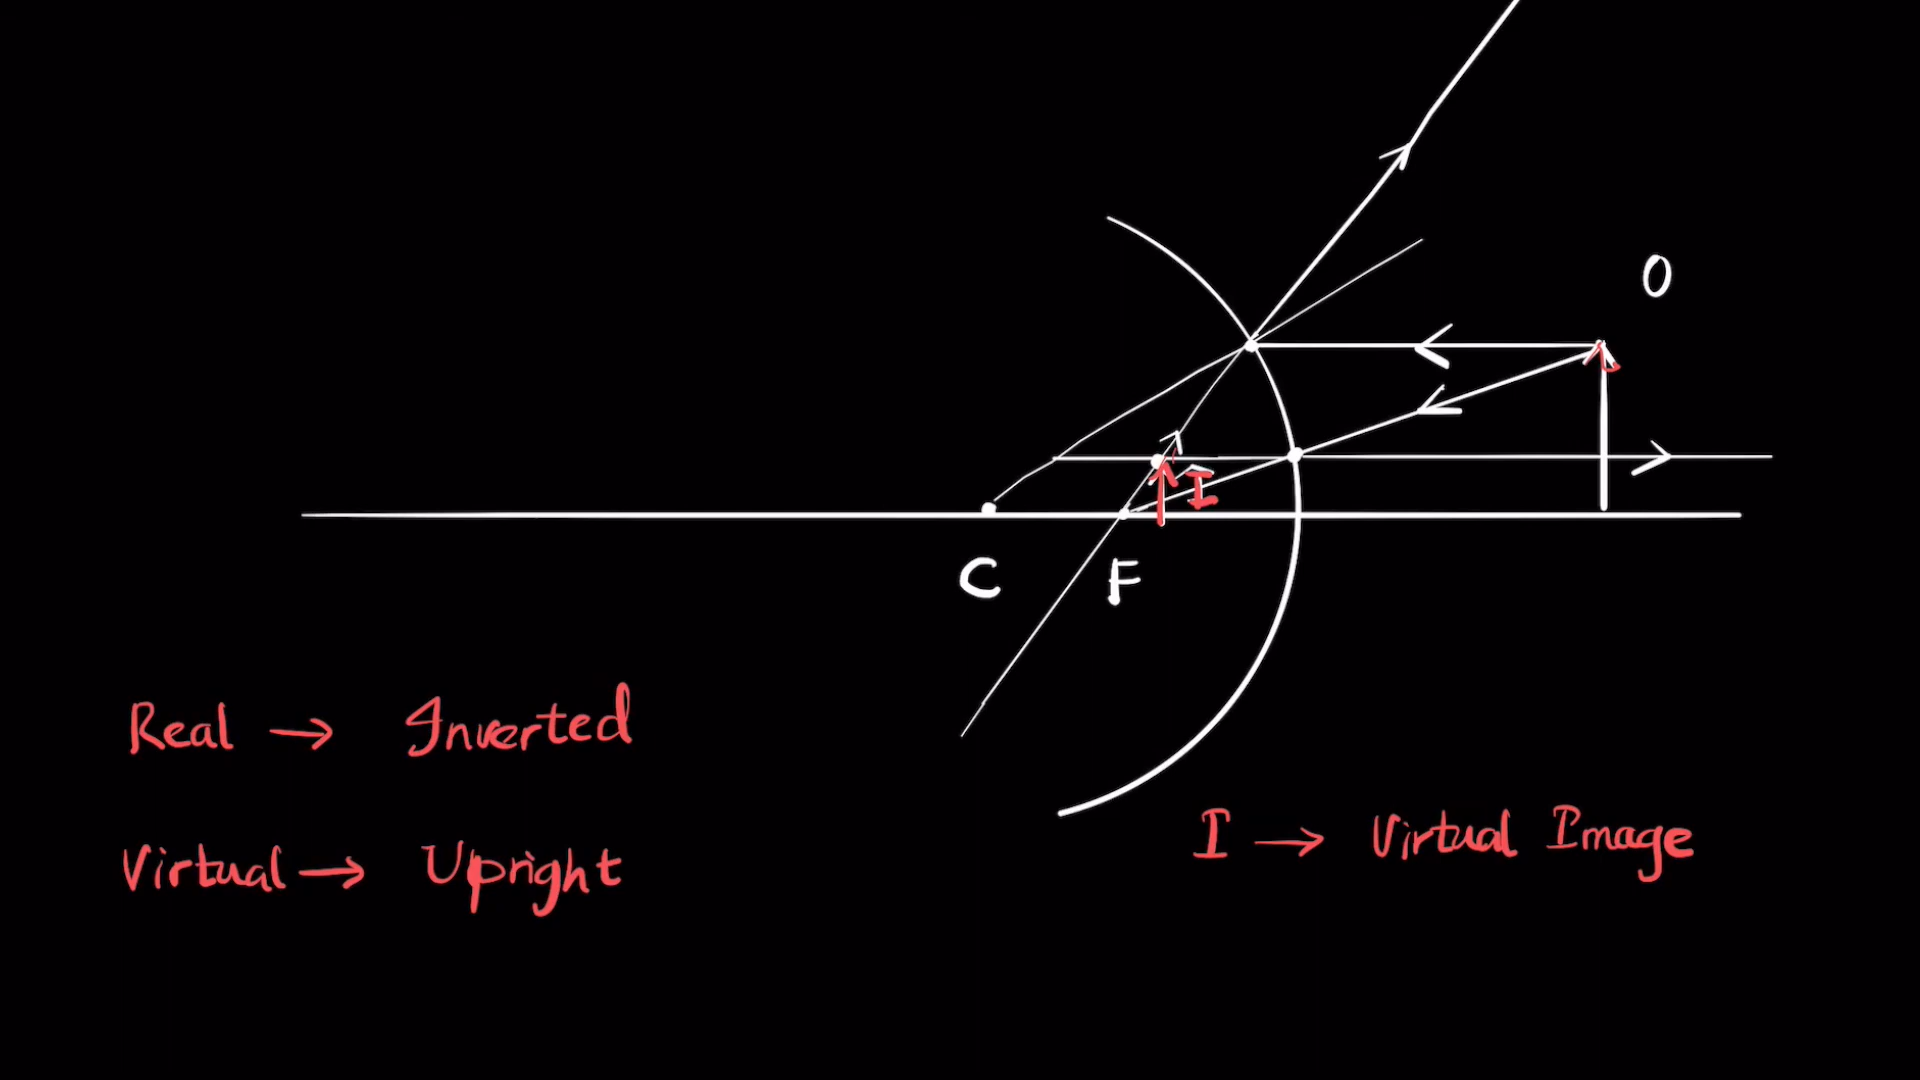 O
I
C
F
Real → Inverted
Virtual → Upright
I → Virtual Image